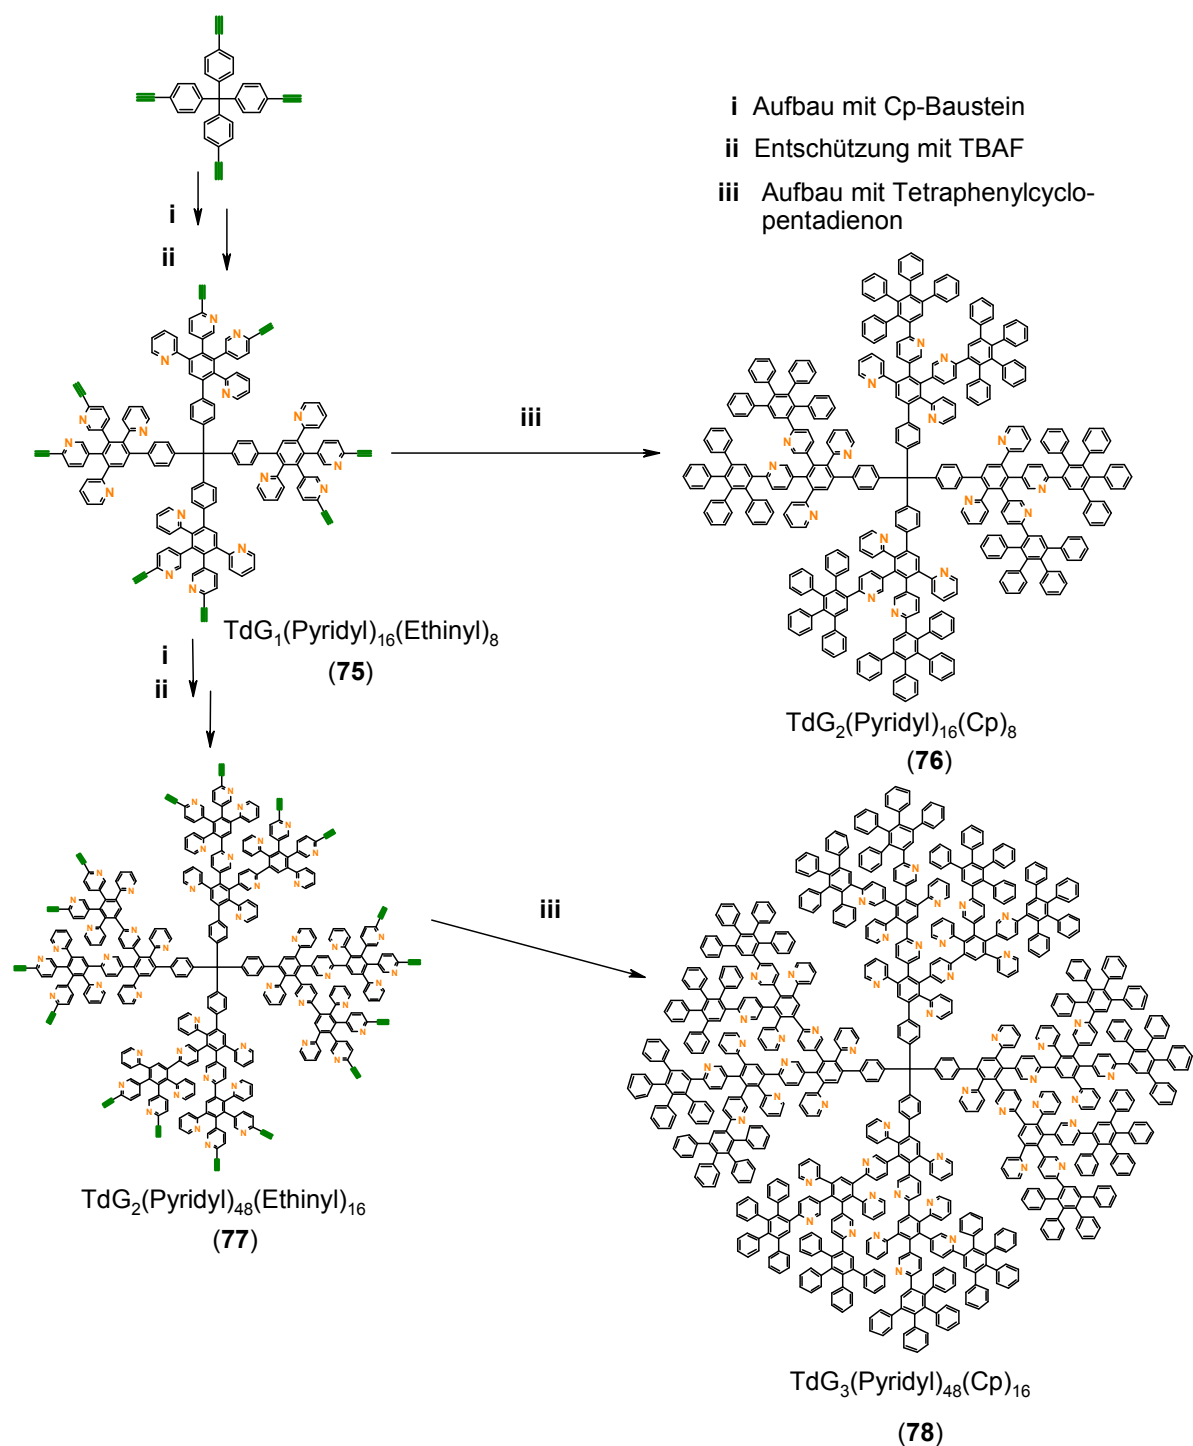 i Aufbau mit Cp-Baustein
ii Entschützung mit TBAF
iii Aufbau mit Tetraphenylcyclo-
pentadienon
i
ii
iii
TdG₁(Pyridyl)₁₆(Ethinyl)₈
(75)
TdG₂(Pyridyl)₁₆(Cp)₈
(76)
i
ii
iii
TdG₂(Pyridyl)₄₈(Ethinyl)₁₆
(77)
TdG₃(Pyridyl)₄₈(Cp)₁₆
(78)